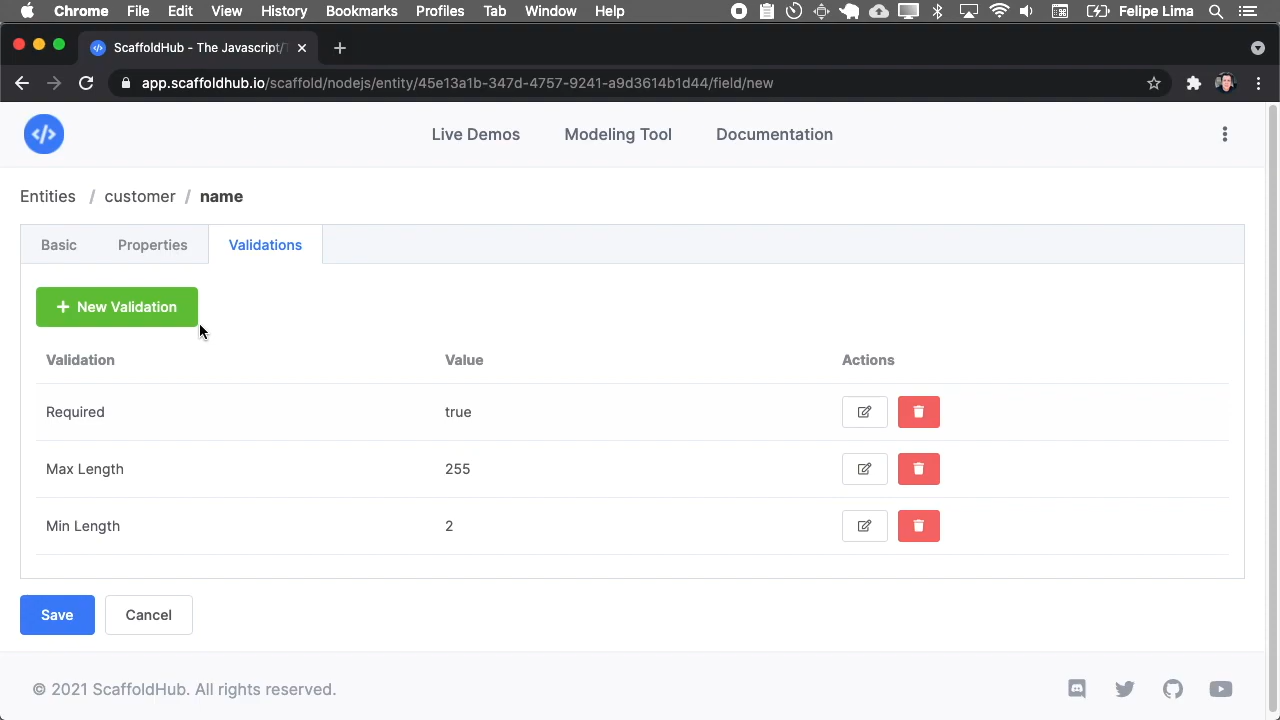 Chrome File Edit View History Bookmarks Profiles Tab Window Help Felipe Lima
ScaffoldHub - The Javascript/
app.scaffoldhub.io/scaffold/nodejs/entity/45e13a1b-347d-4757-9241-a9d3614b1d44/field/new
Live Demos Modeling Tool Documentation
Entities / customer / name
Basic Properties Validations
+ New Validation
Validation Value Actions
Required true
Max Length 255
Min Length 2
Save Cancel
© 2021 ScaffoldHub. All rights reserved.